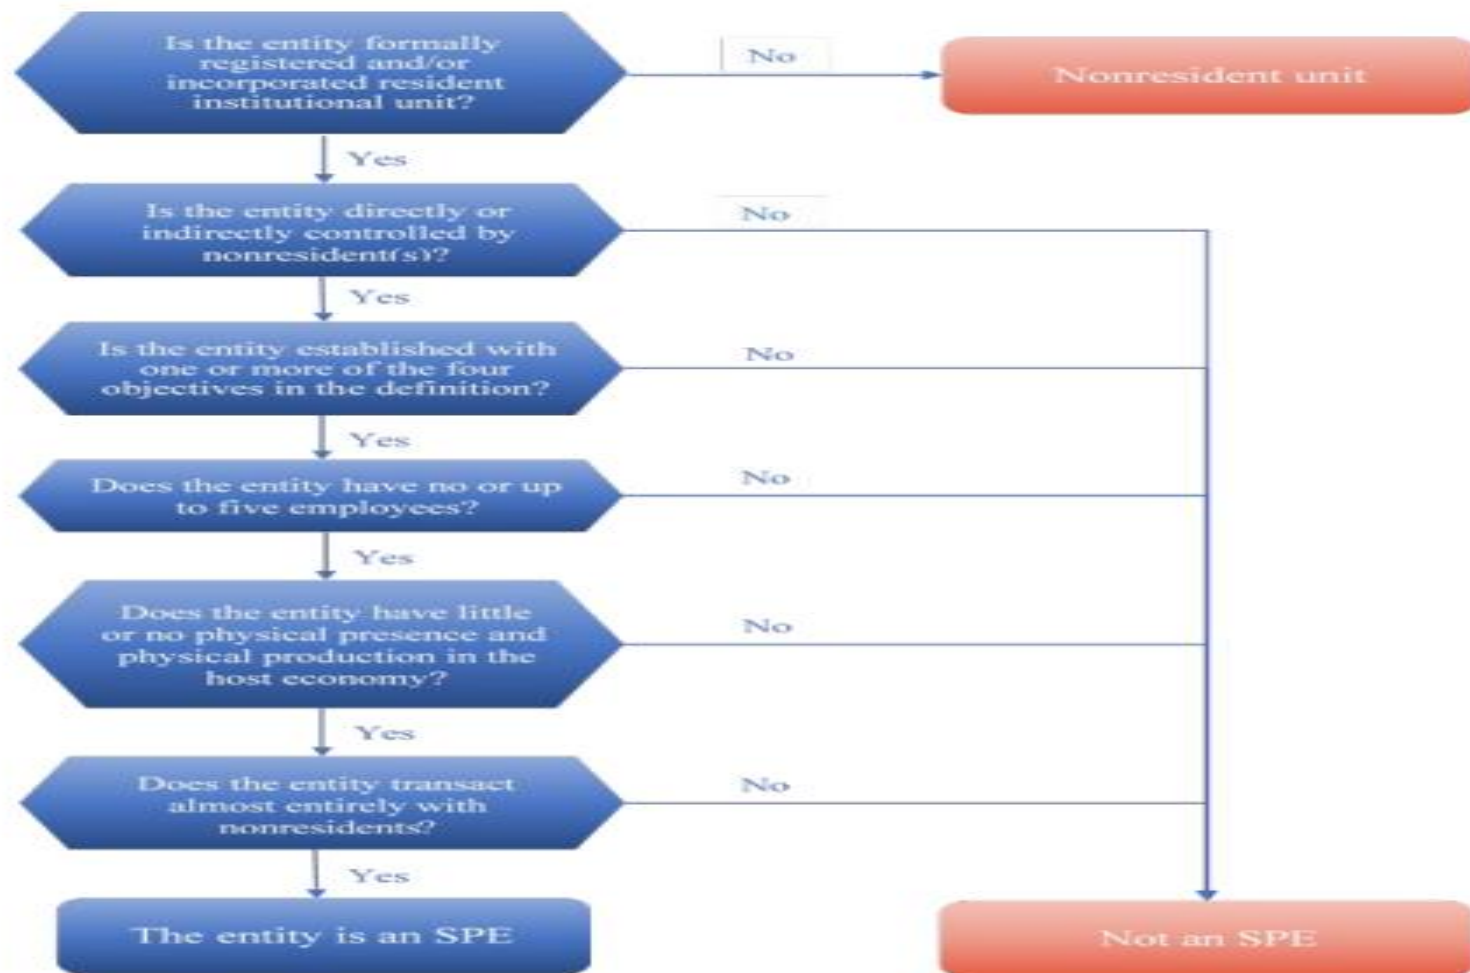 Is the entity formally
registered and/or
incorporated resident
institutional unit?
No
Nonresident unit
Yes
Is the entity directly or
indirectly controlled by
nonresident(s)?
No
Yes
Is the entity established with
one or more of the four
objectives in the definition?
No
Yes
Does the entity have no or up
to five employees?
No
Yes
Does the entity have little
or no physical presence and
physical production in the
host economy?
No
Yes
Does the entity transact
almost entirely with
nonresidents?
No
Yes
The entity is an SPE
Not an SPE